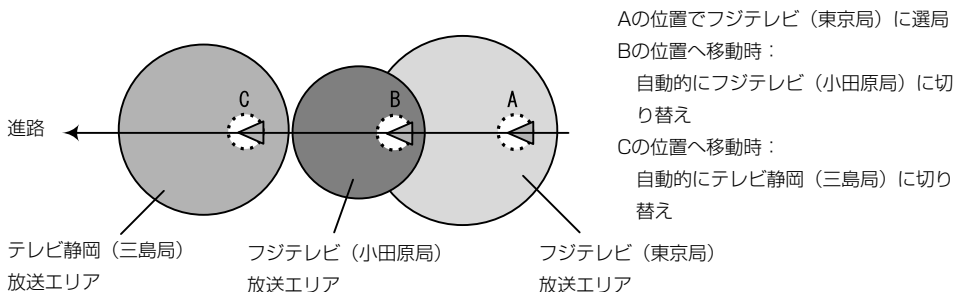 Aの位置でフジテレビ（東京局）に選局
Bの位置へ移動時：
自動的にフジテレビ（小田原局）に切
り替え
Cの位置へ移動時：
自動的にテレビ静岡（三島局）に切り
替え
C
B
A
進路
テレビ静岡（三島局）
放送エリア
フジテレビ（小田原局）
放送エリア
フジテレビ（東京局）
放送エリア